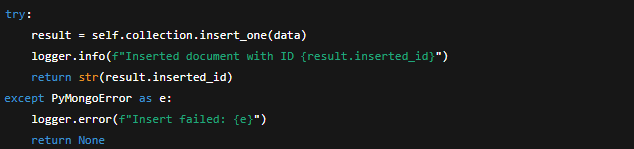 try:
    result = self.collection.insert_one(data)
    logger.info(f"Inserted document with ID {result.inserted_id}")
    return str(result.inserted_id)
except PyMongoError as e:
    logger.error(f"Insert failed: {e}")
    return None